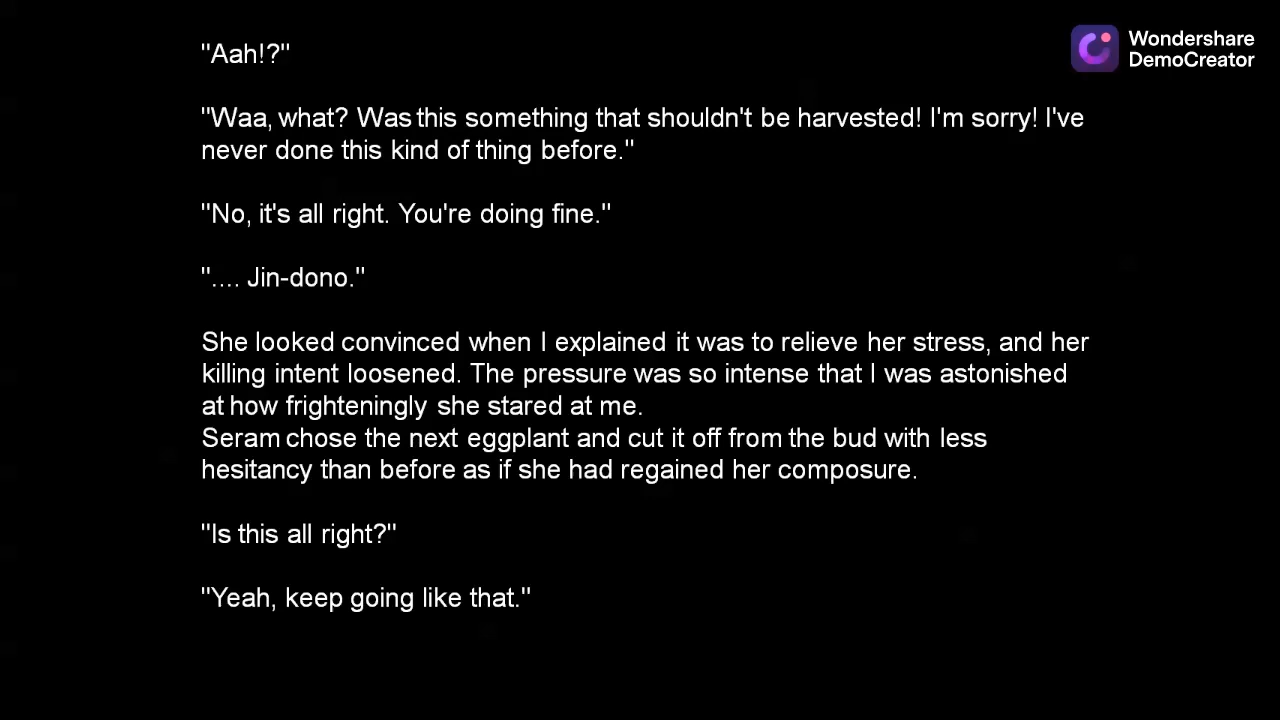 Wondershare
DemoCreator
"Aah!?"
"Waa, what? Was this something that shouldn't be harvested! I'm sorry! I've
never done this kind of thing before."
"No, it's all right. You're doing fine."
".... Jin-dono."
She looked convinced when I explained it was to relieve her stress, and her
killing intent loosened. The pressure was so intense that I was astonished
at how frighteningly she stared at me.
Seram chose the next eggplant and cut it off from the bud with less
hesitancy than before as if she had regained her composure.
"Is this all right?"
"Yeah, keep going like that."